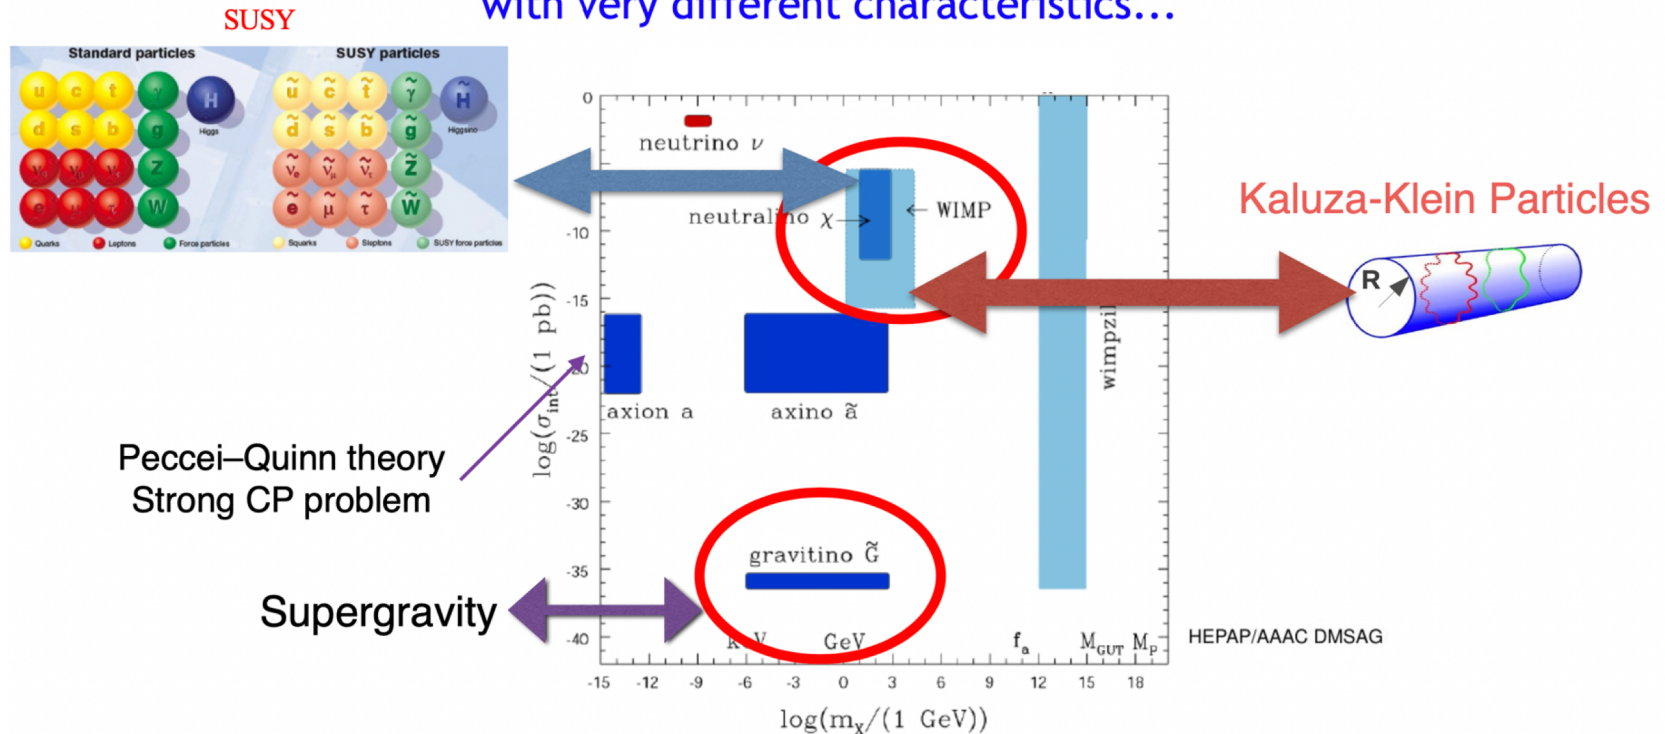 with very different characteristics...
SUSY
Standard particles
SUSY particles
u c t γ H
ũ c̃ t̃ γ̃ H̃
Higgs
Higgsino
d s b g
d̃ s̃ b̃ g̃
Z
ν̃e ν̃μ ν̃τ Z̃
e μ τ W
ẽ μ̃ τ̃ W̃
Quarks Leptons Force particles
Squarks Sleptons SUSY force particles
neutrino ν
neutralino χ
WIMP
Kaluza-Klein Particles
R
wimpzil
axion a
axino ã
Peccei–Quinn theory
Strong CP problem
gravitino G̃
Supergravity
GeV
fa MGUT MP
HEPAP/AAAC DMSAG
0
-10
-15
-25
-30
-35
-40
log(σint/(1 pb))
-15 -12 -9 -6 -3 0 3 6 9 12 15 18
log(mX/(1 GeV))